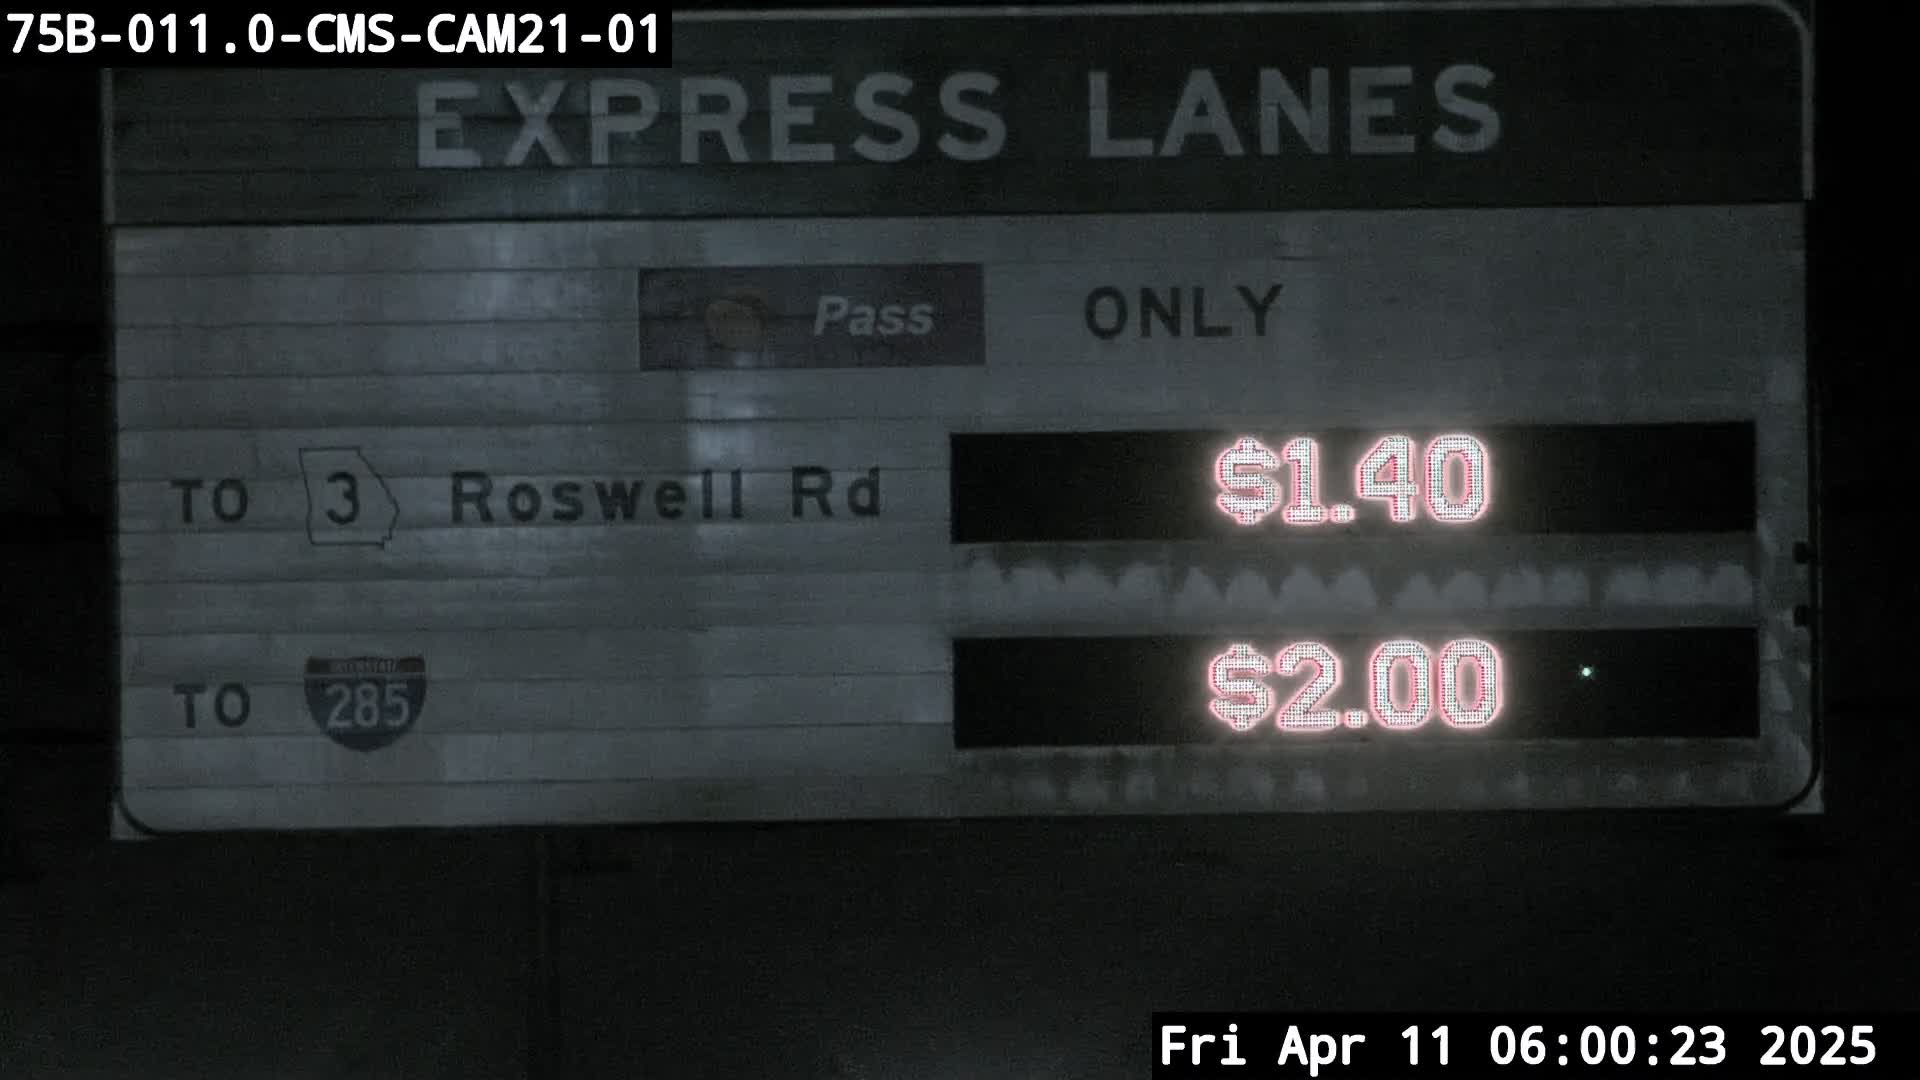 75B-011.0-CMS-CAM21-01
EXPRESS LANES
Pass ONLY
TO 3 Roswell Rd $1.40
INTERSTATE
TO 285 $2.00
Fri Apr 11 06:00:23 2025